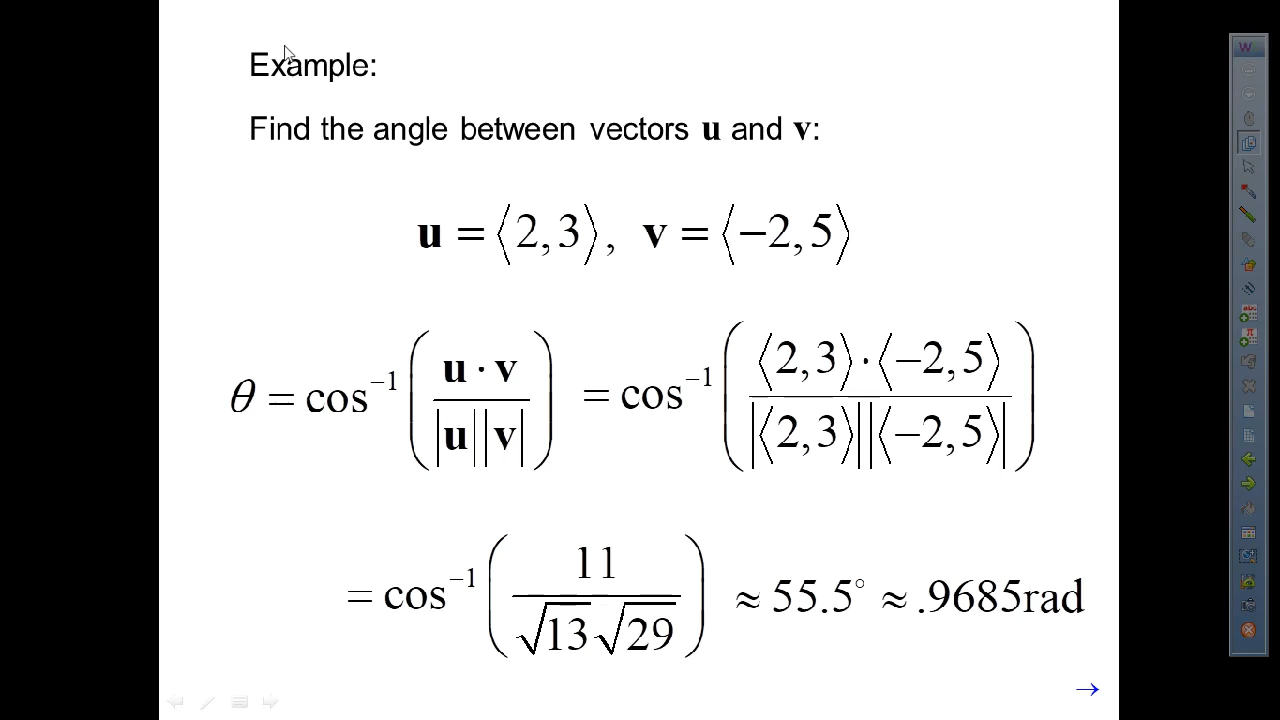 Example:
Find the angle between vectors u and v:
u = ⟨2,3⟩, v = ⟨−2,5⟩
θ = cos⁻¹ (u · v / |u||v|) = cos⁻¹ (⟨2,3⟩ · ⟨−2,5⟩ / |⟨2,3⟩||⟨−2,5⟩|)
= cos⁻¹ (11 / √13√29) ≈ 55.5° ≈ .9685rad
→
W
abc
π